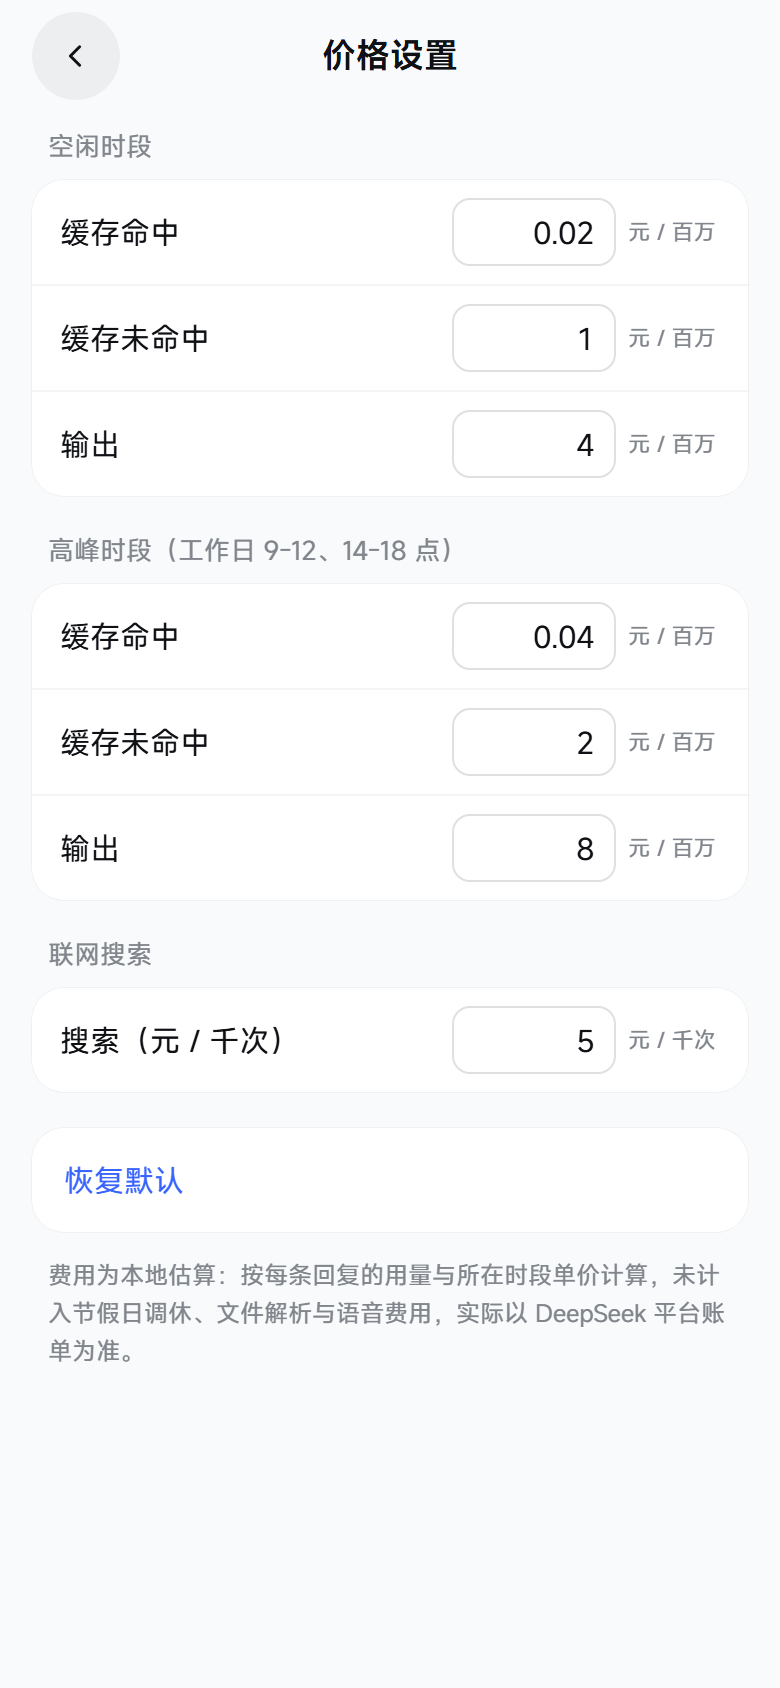 价格设置
空闲时段
缓存命中 0.02 元 / 百万
缓存未命中 1 元 / 百万
输出 4 元 / 百万
高峰时段（工作日 9-12、14-18 点）
缓存命中 0.04 元 / 百万
缓存未命中 2 元 / 百万
输出 8 元 / 百万
联网搜索
搜索（元 / 千次） 5 元 / 千次
恢复默认
费用为本地估算：按每条回复的用量与所在时段单价计算，未计
入节假日调休、文件解析与语音费用，实际以 DeepSeek 平台账
单为准。